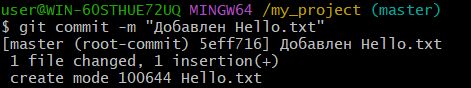 user@WIN-6OSTHUE72UQ MINGW64 /my_project (master)
$ git commit -m "Добавлен Hello.txt"
[master (root-commit) 5eff716] Добавлен Hello.txt
 1 file changed, 1 insertion(+)
 create mode 100644 Hello.txt